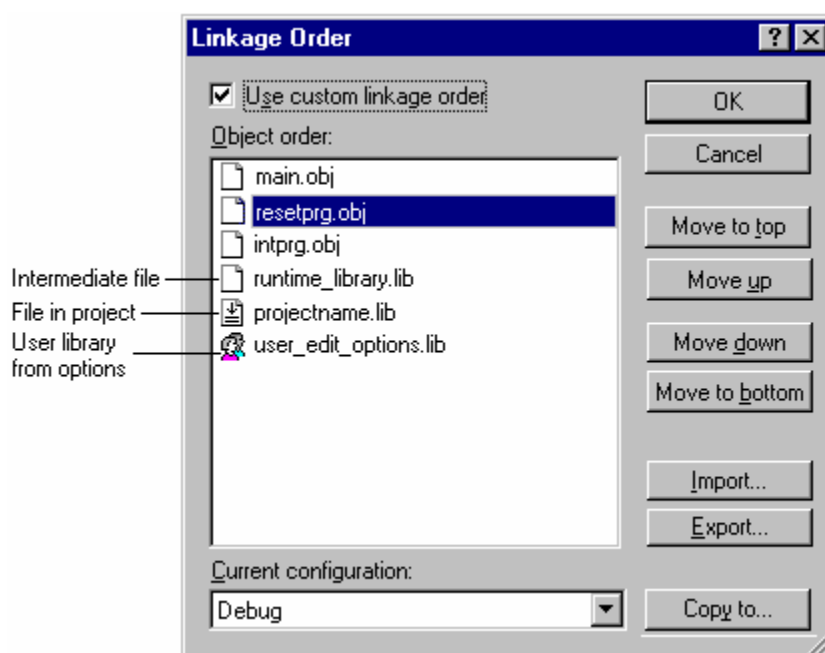 Linkage Order
Use custom linkage order
OK
Object order:
Cancel
main.obj
resetprg.obj
Move to top
intprg.obj
Intermediate file
runtime_library.lib
Move up
File in project
projectname.lib
User library
from options
user_edit_options.lib
Move down
Move to bottom
Import...
Export...
Current configuration:
Debug
Copy to...